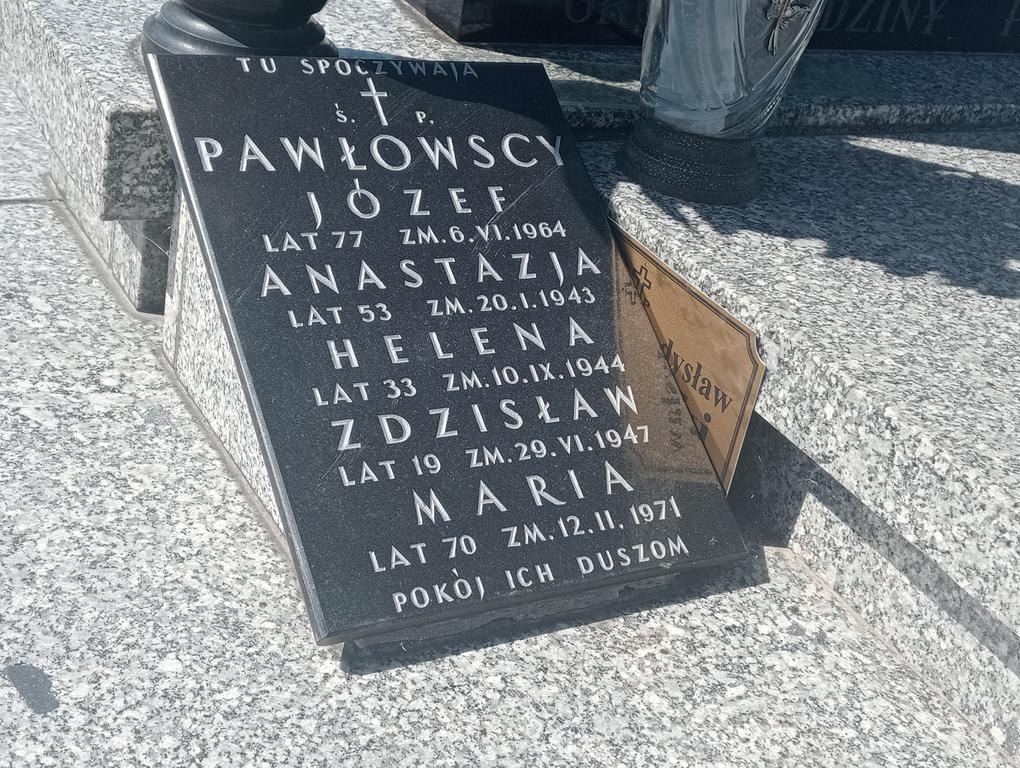 TU SPOCZYWAJĄ
Ś. P.
PAWŁOWSCY
JÓZEF
LAT 77 ZM. 6. VI. 1964
ANASTAZJA
LAT 53 ZM. 20. I. 1943
HELENA
LAT 33 ZM. 10. IX. 1944
ZDZISŁAW
LAT 19 ZM. 29. VI. 1947
MARIA
LAT 70 ZM. 12. II. 1971
POKÓJ ICH DUSZOM
dysław